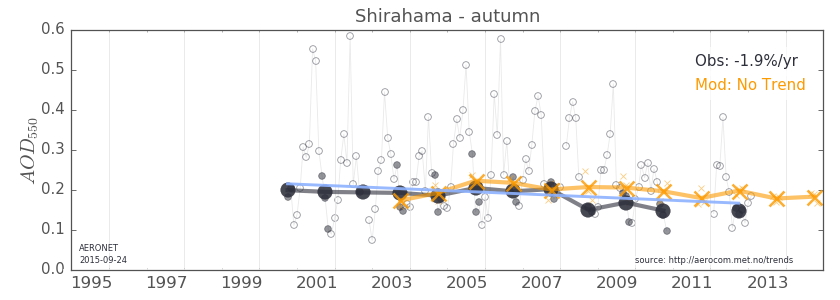 Shirahama - autumn
0.6
0.5
0.4
0.3
0.2
0.1
0.0
AOD550
Obs: -1.9%/yr
Mod: No Trend
AERONET
2015-09-24
source: http://aerocom.met.no/trends
1995 1997 1999 2001 2003 2005 2007 2009 2011 2013